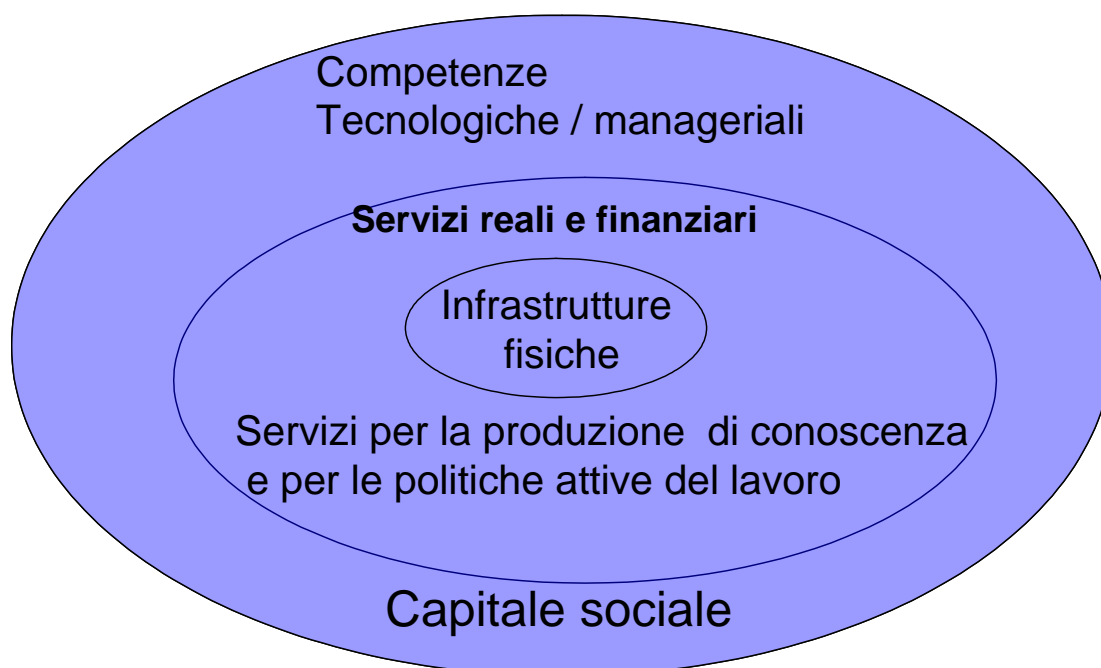 Competenze
Tecnologiche / manageriali
Servizi reali e finanziari
Infrastrutture
fisiche
Servizi per la produzione di conoscenza
e per le politiche attive del lavoro
Capitale sociale